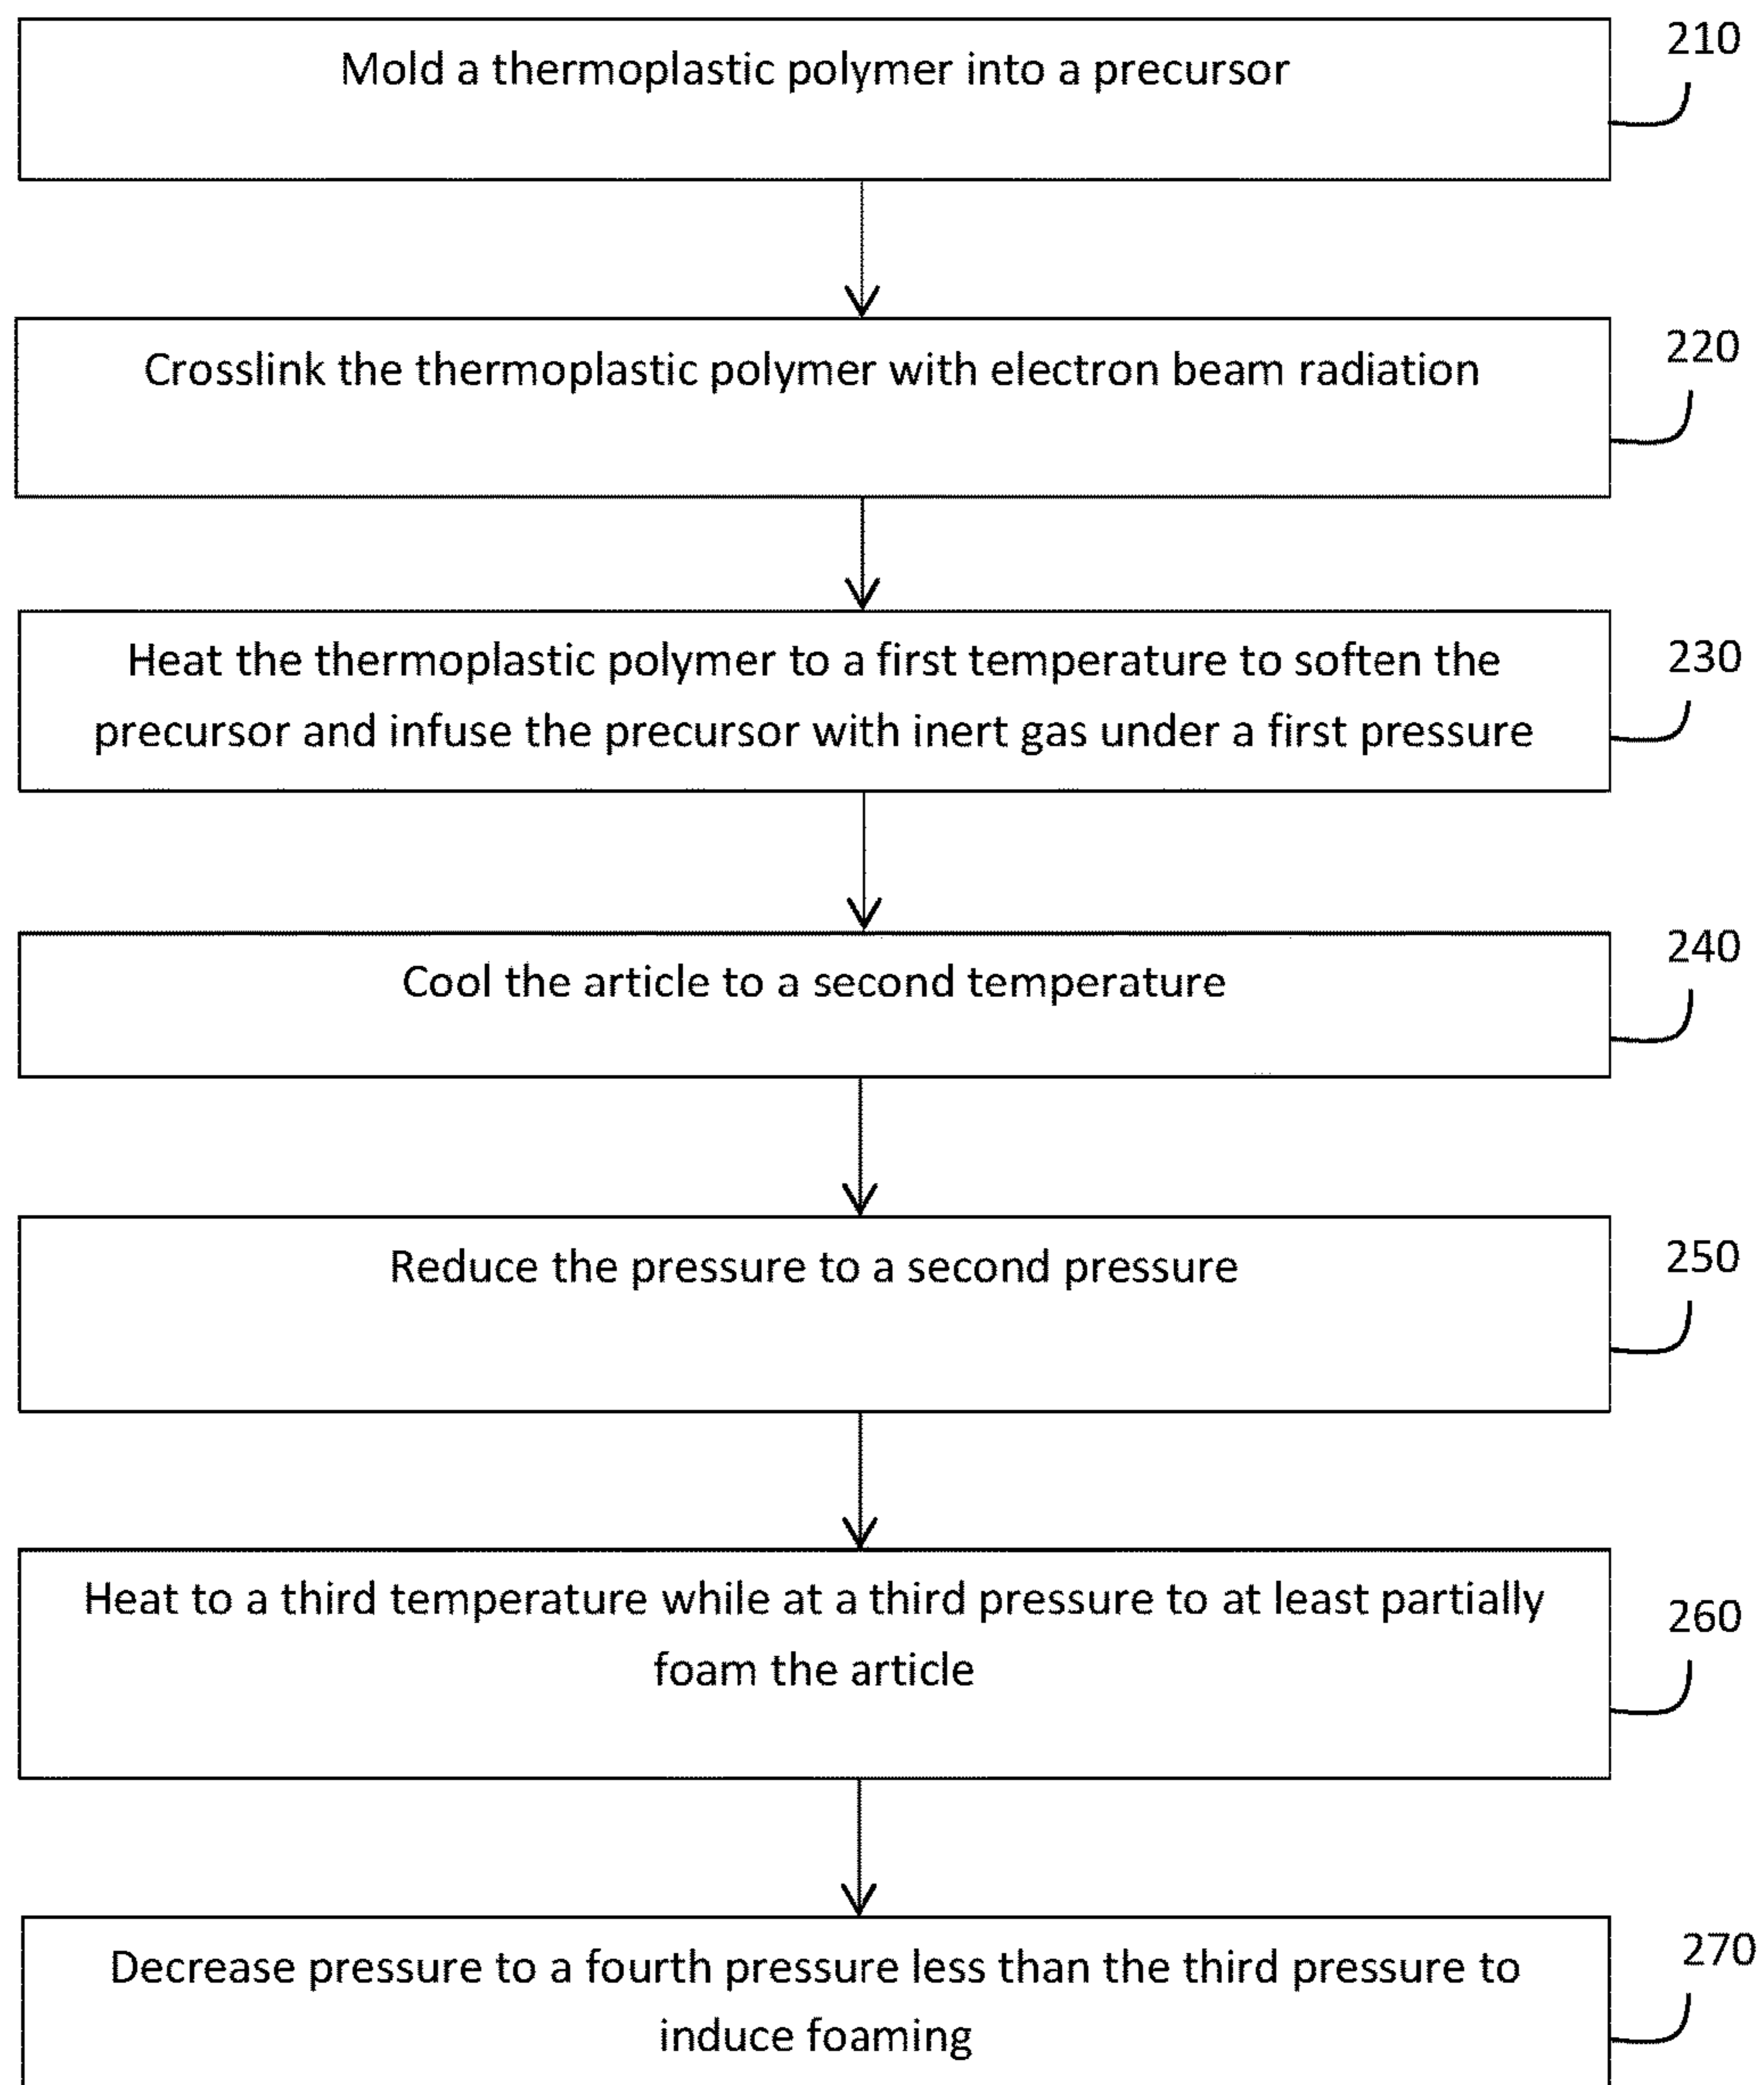 210
Mold a thermoplastic polymer into a precursor
220
Crosslink the thermoplastic polymer with electron beam radiation
230
Heat the thermoplastic polymer to a first temperature to soften the
precursor and infuse the precursor with inert gas under a first pressure
240
Cool the article to a second temperature
250
Reduce the pressure to a second pressure
260
Heat to a third temperature while at a third pressure to at least partially
foam the article
270
Decrease pressure to a fourth pressure less than the third pressure to
induce foaming